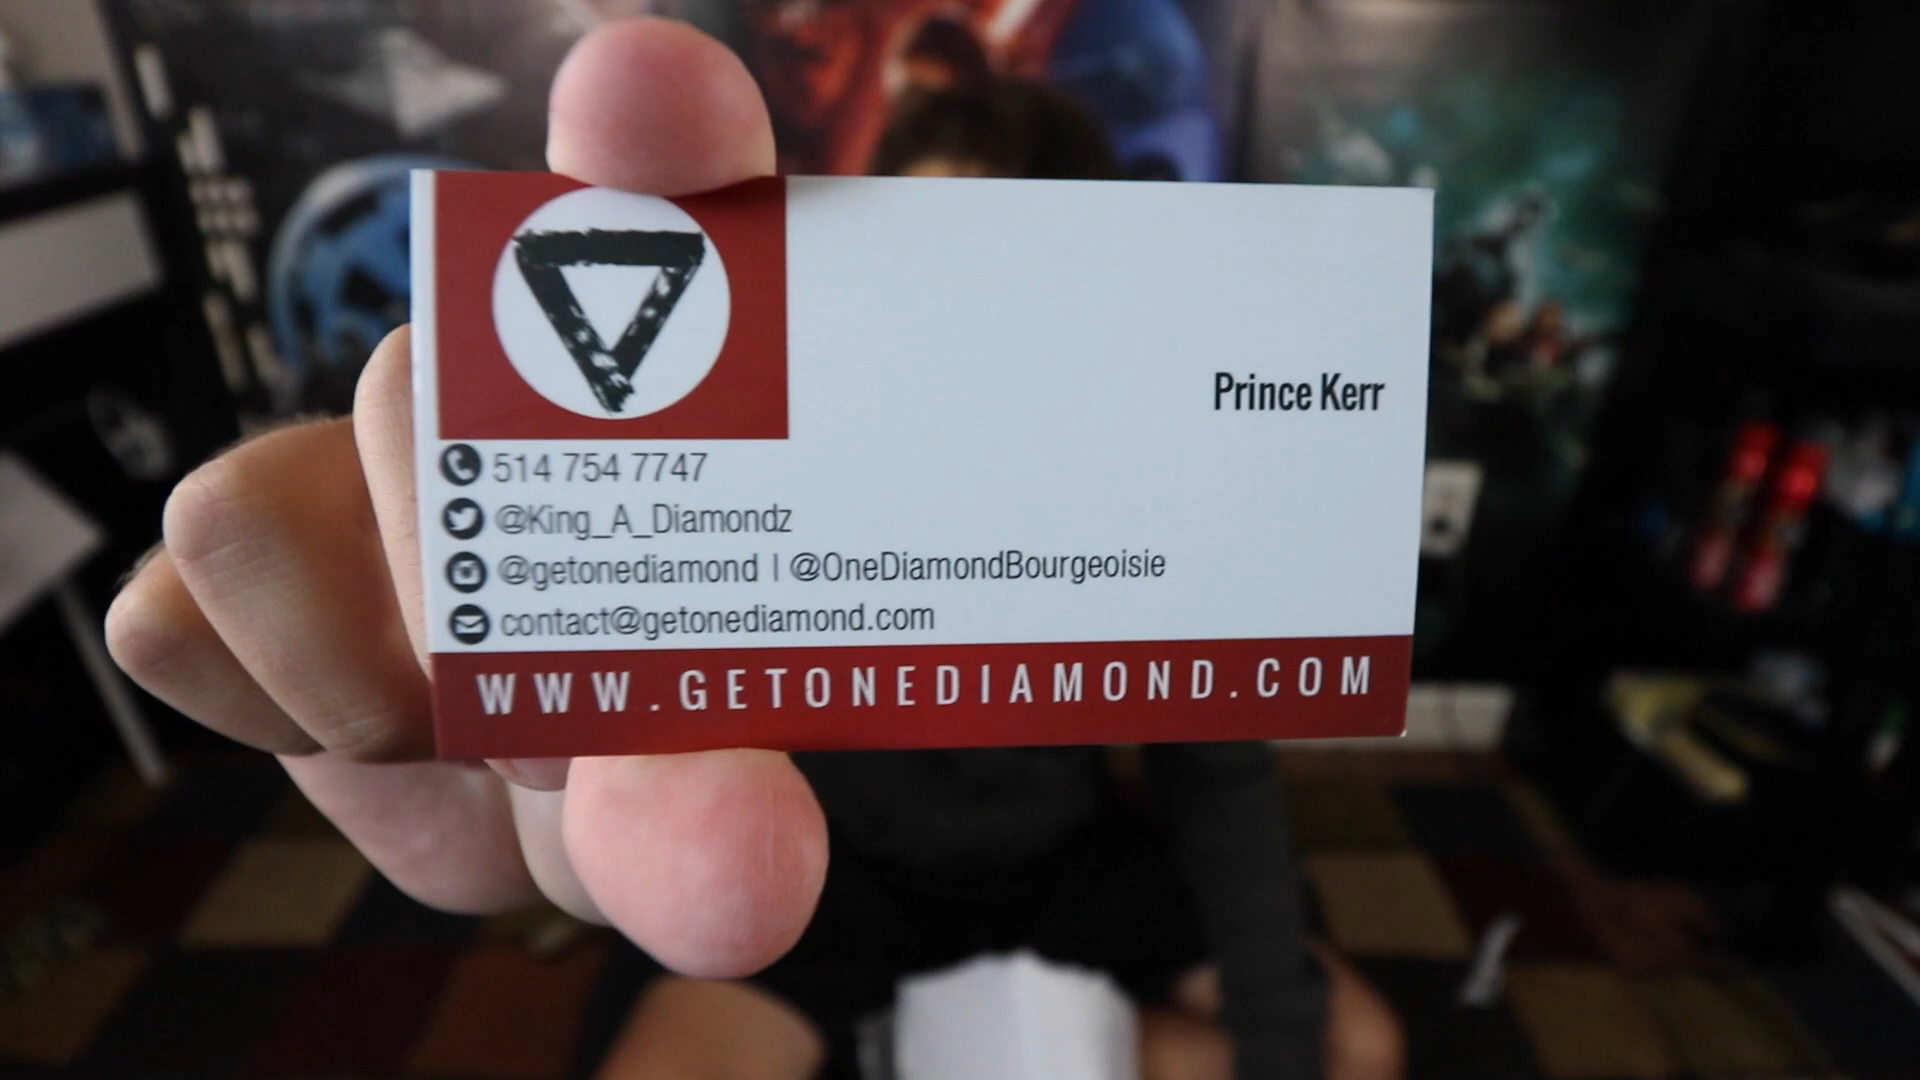 Prince Kerr
514 754 7747
@King_A_Diamondz
@getonediamond | @OneDiamondBourgeoisie
contact@getonediamond.com
WWW.GETONEDIAMOND.COM